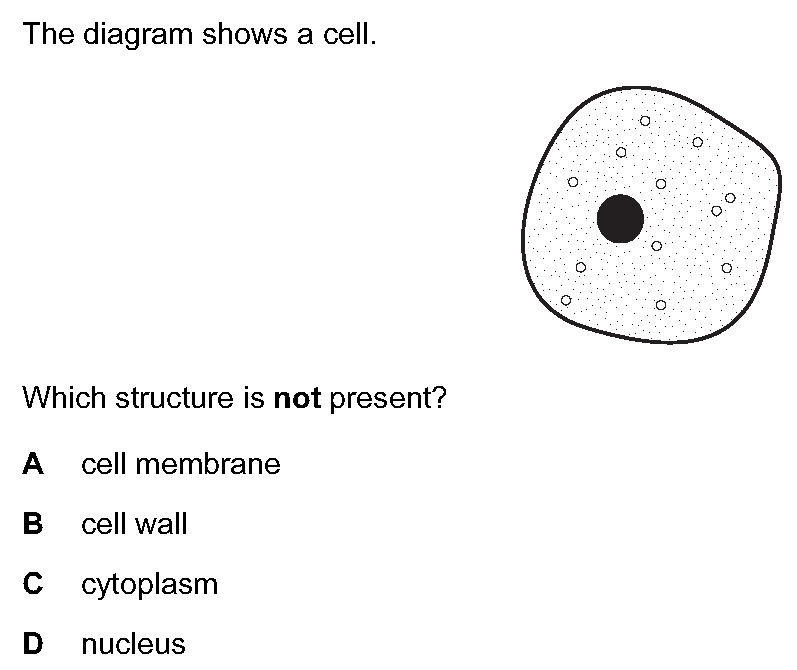 The diagram shows a cell.
Which structure is not present?
A cell membrane
B cell wall
C cytoplasm
D nucleus